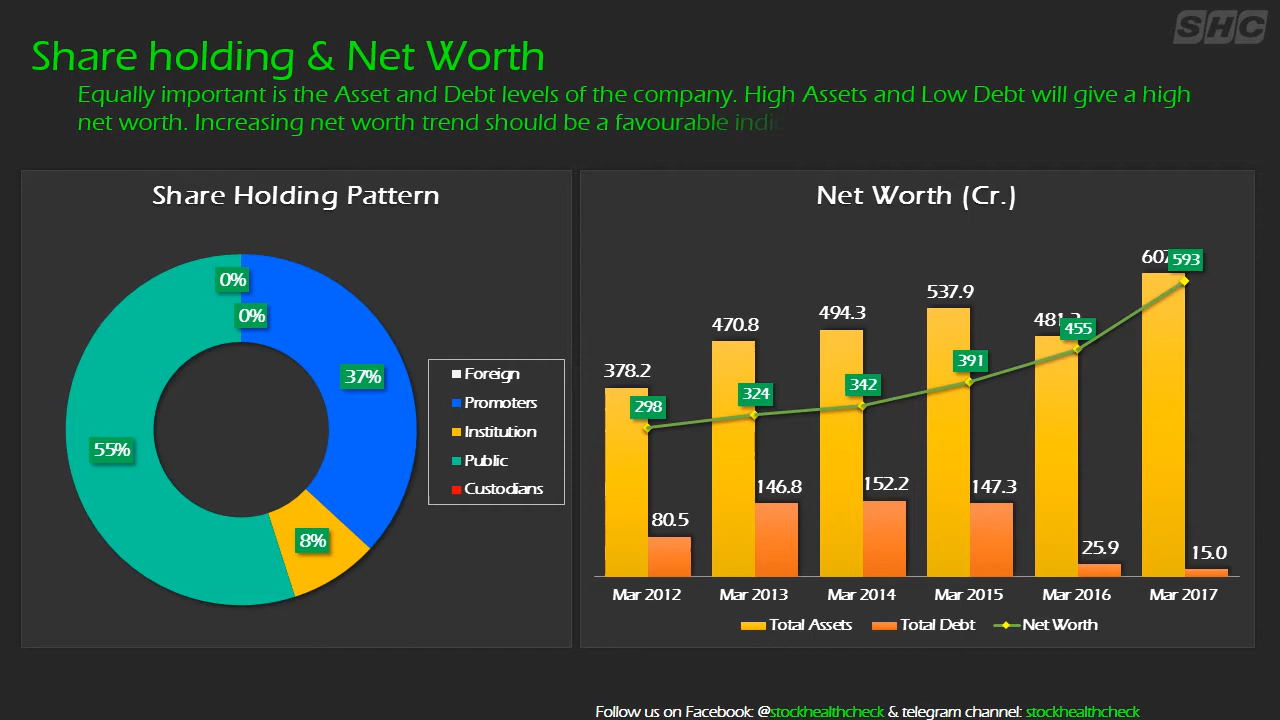 SHC
Share holding & Net Worth
Equally important is the Asset and Debt levels of the company. High Assets and Low Debt will give a high
net worth. Increasing net worth trend should be a favourable
Share Holding Pattern
0%
0%
37%
55%
8%
Foreign
Promoters
Institution
Public
Custodians
Net Worth (Cr.)
593
537.9
494.3
470.8
455
378.2
391
342
324
298
146.8
152.2
147.3
80.5
25.9
15.0
Mar 2012 Mar 2013 Mar 2014 Mar 2015 Mar 2016 Mar 2017
Total Assets Total Debt Net Worth
Follow us on Facebook: @stockhealthcheck & telegram channel: stockhealthcheck